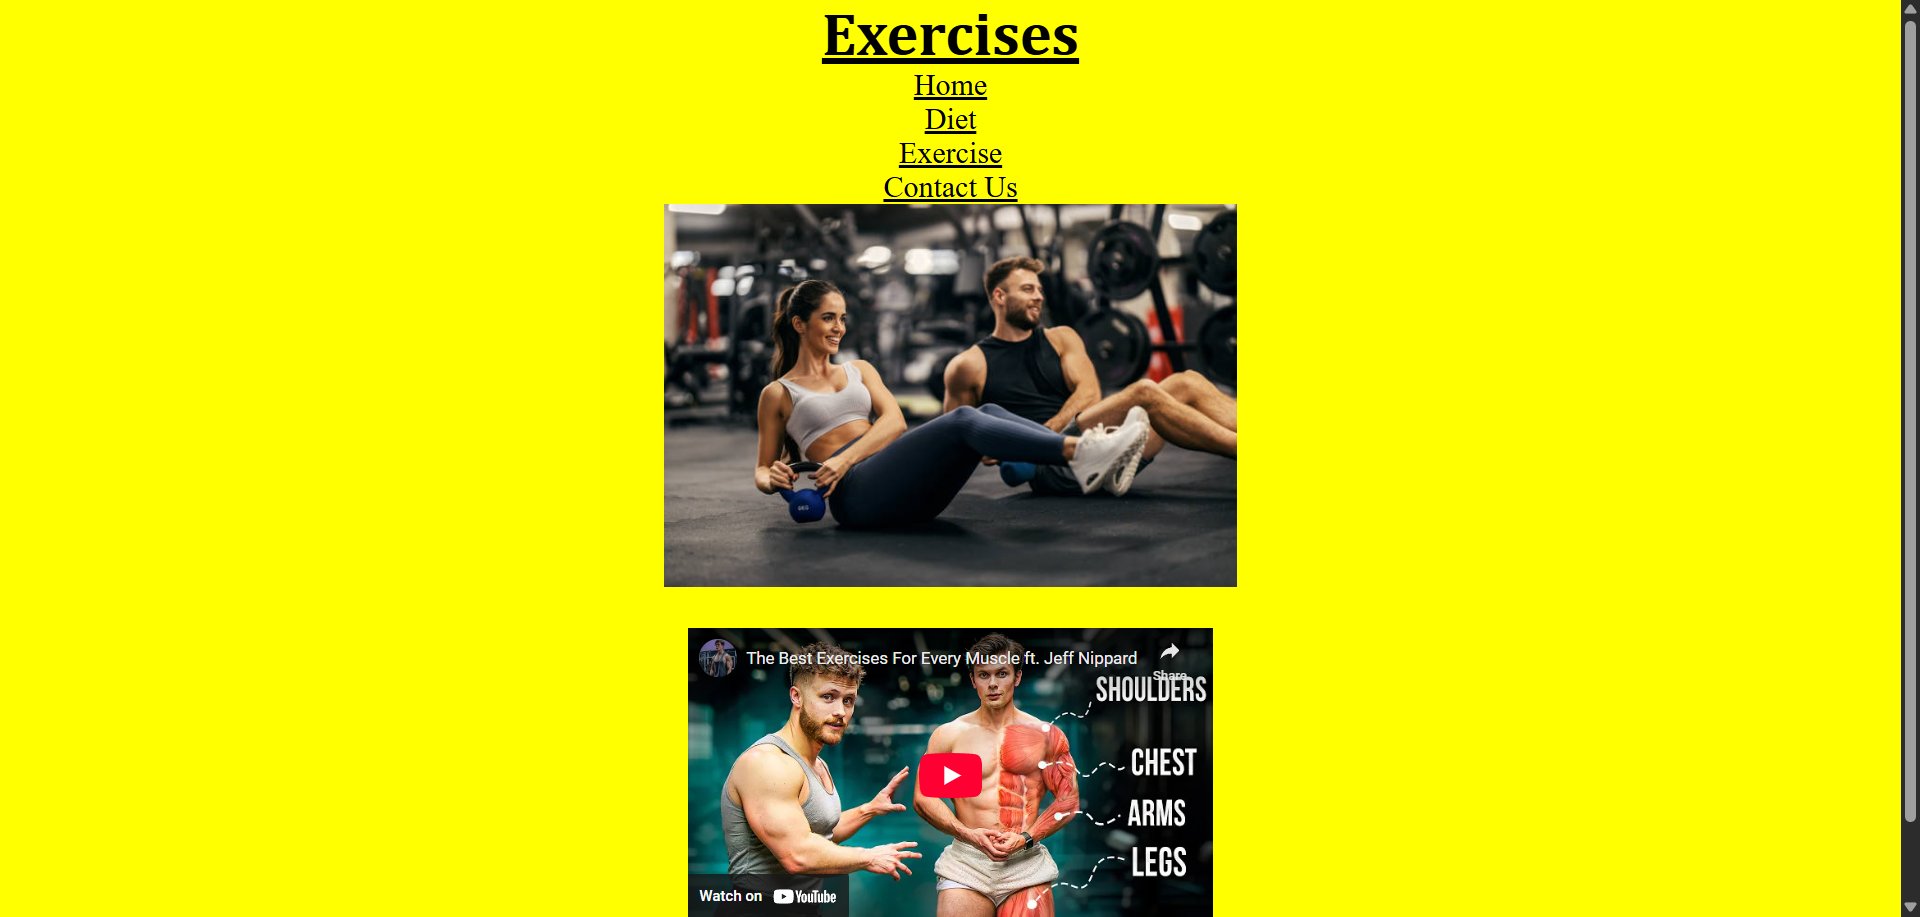 Exercises
Home
Diet
Exercise
Contact Us
The Best Exercises For Every Muscle ft. Jeff Nippard
Share
SHOULDERS
CHEST
ARMS
LEGS
Watch on YouTube